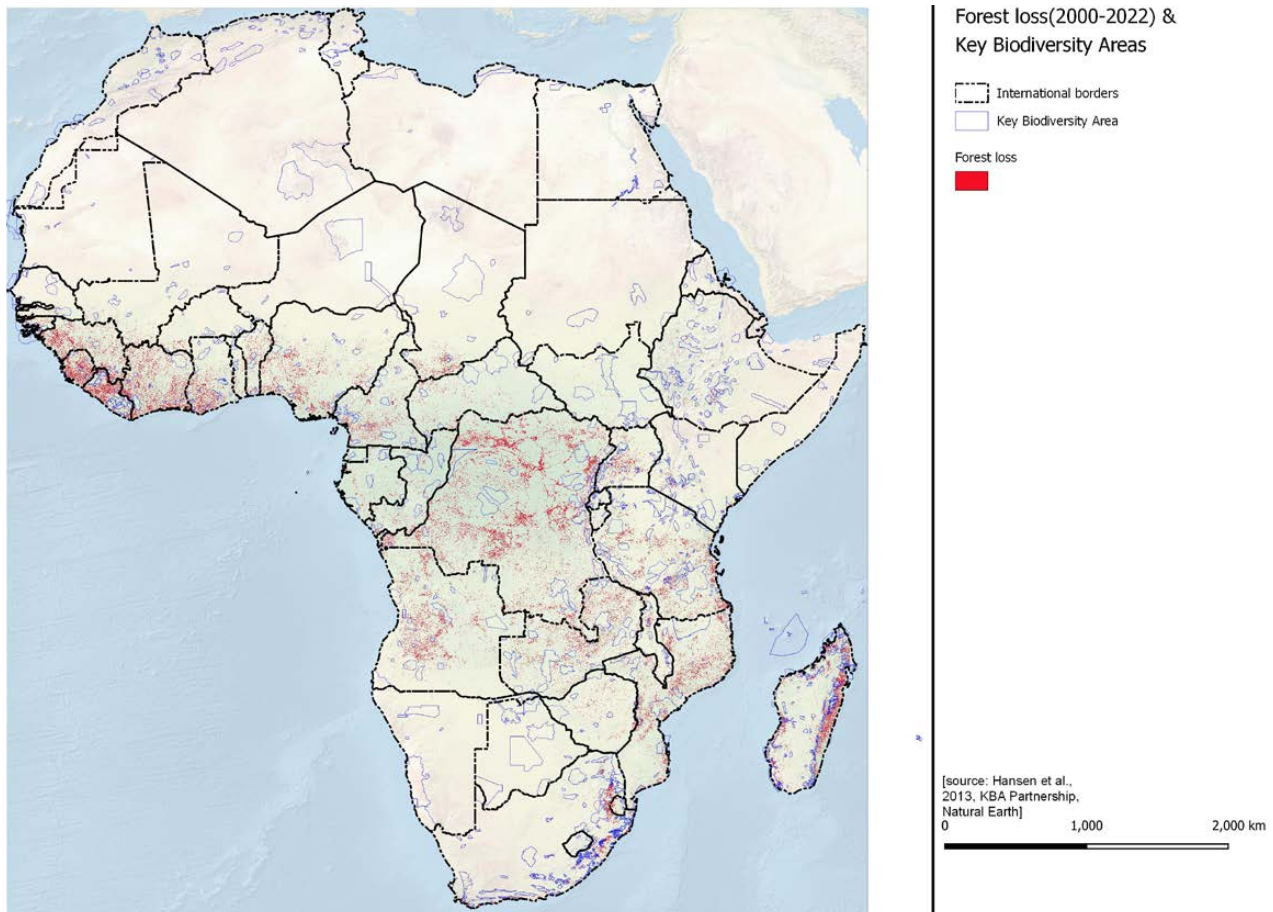 Forest loss(2000-2022) &
Key Biodiversity Areas
International borders
Key Biodiversity Area
Forest loss
[source: Hansen et al.,
2013, KBA Partnership,
Natural Earth]
0 1,000 2,000 km